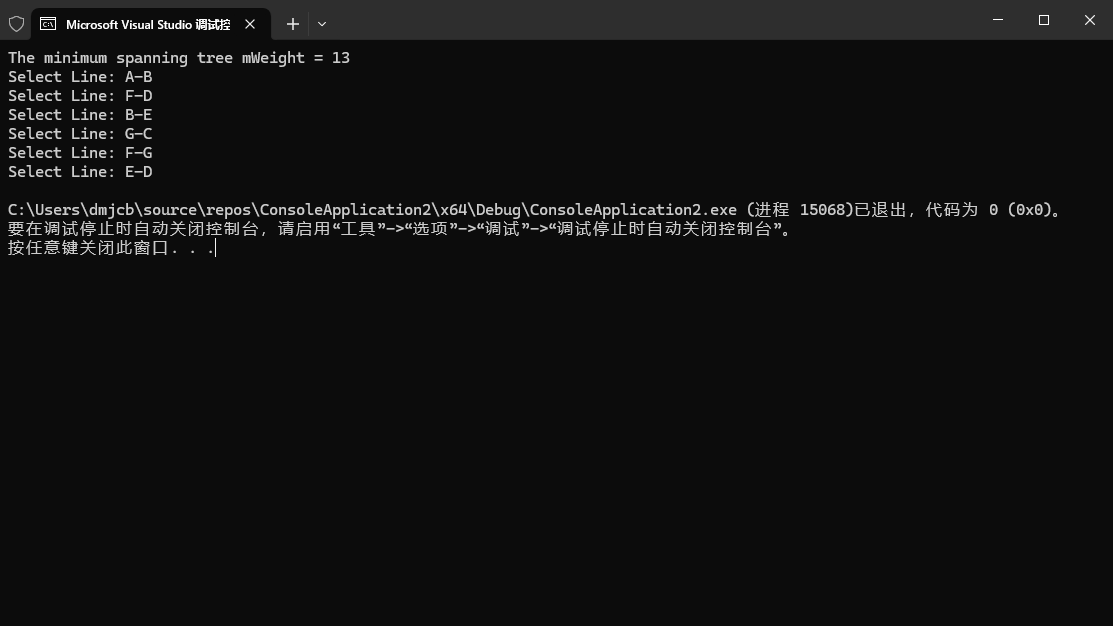 Microsoft Visual Studio 调试控
The minimum spanning tree mWeight = 13
Select Line: A-B
Select Line: F-D
Select Line: B-E
Select Line: G-C
Select Line: F-G
Select Line: E-D
C:\Users\dmjcb\source\repos\ConsoleApplication2\x64\Debug\ConsoleApplication2.exe (进程 15068)已退出，代码为 0 (0x0)。
要在调试停止时自动关闭控制台，请启用“工具”->“选项”->“调试”->“调试停止时自动关闭控制台”。
按任意键关闭此窗口. . .